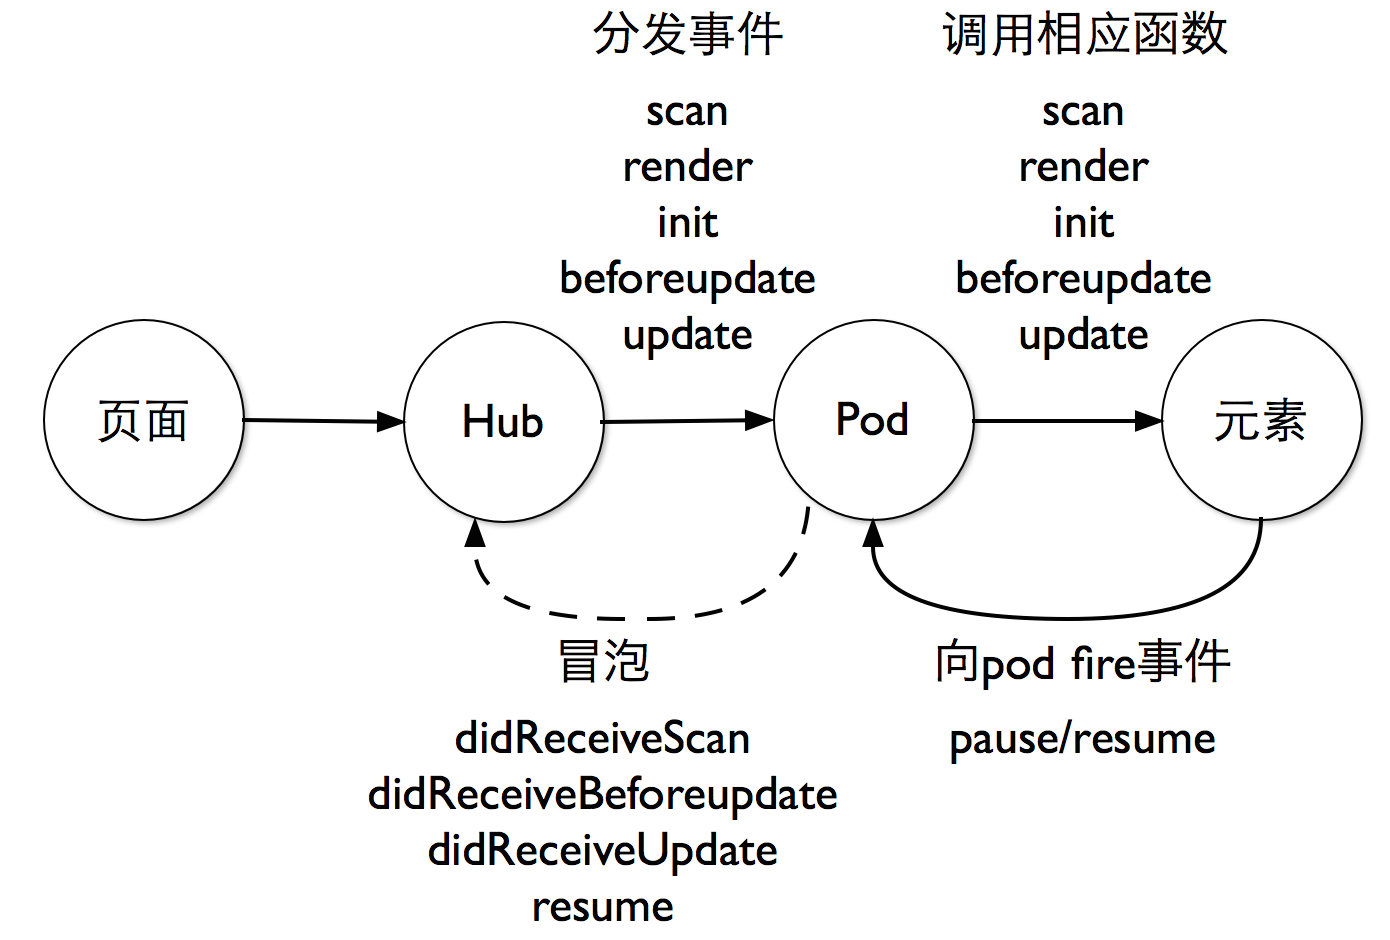 分发事件
scan
render
init
beforeupdate
update
调用相应函数
scan
render
init
beforeupdate
update
页面
Hub
Pod
元素
冒泡
didReceiveScan
didReceiveBeforeupdate
didReceiveUpdate
resume
向pod fire事件
pause/resume